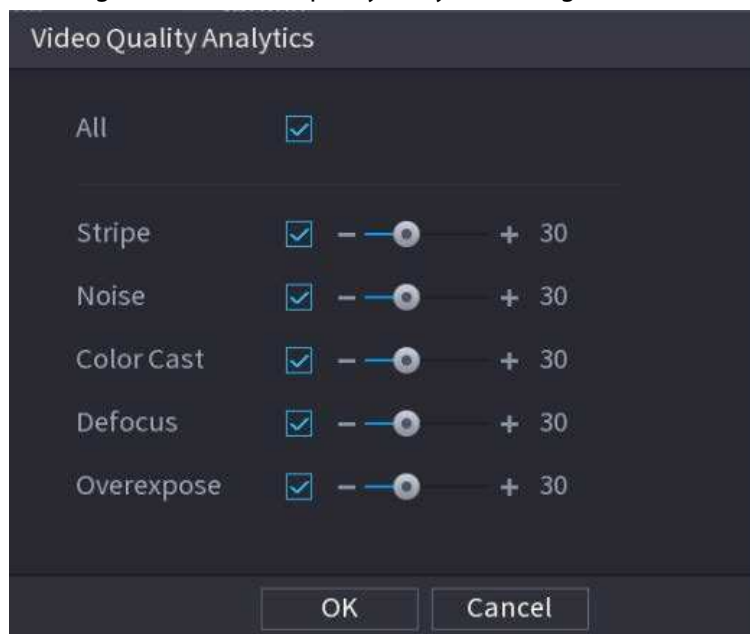 Video Quality Analytics
All
Stripe - + 30
Noise - + 30
Color Cast - + 30
Defocus - + 30
Overexpose - + 30
OK Cancel